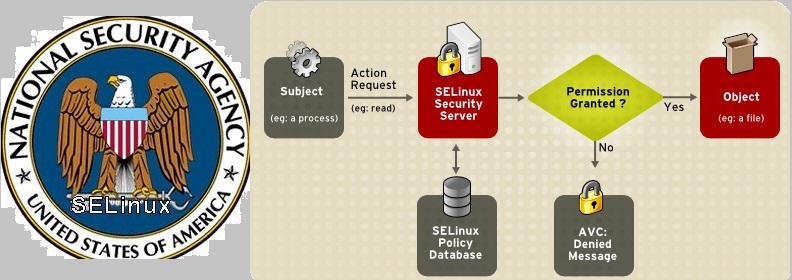 NATIONAL SECURITY AGENCY
SELinux
UNITED STATES OF AMERICA
Subject
(eg: a process)
Action
Request
(eg: read)
SELinux
Security
Server
Permission
Granted ?
Yes
Object
(eg: a file)
No
SELinux
Policy
Database
AVC:
Denied
Message